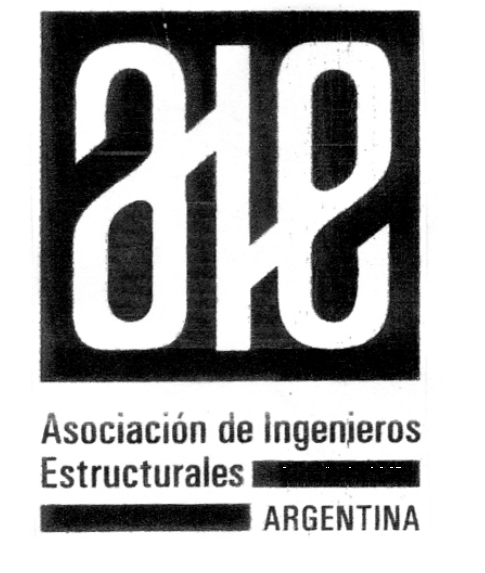 aie
Asociación de Ingenieros
Estructurales
ARGENTINA